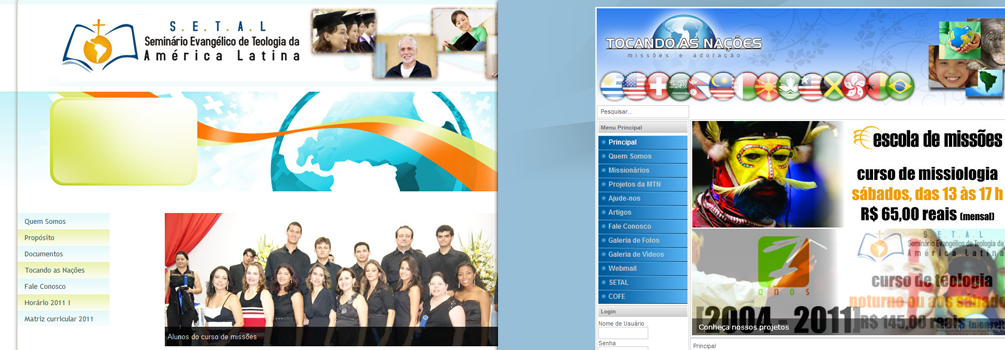 S. E. T. A. L
Seminário Evangélico de Teologia da
América Latina
Quem Somos
Propósito
Documentos
Tocando as Nações
Fale Conosco
Horário 2011 I
Matriz curricular 2011
Alunos do curso de missões
TOCANDO AS NAÇÕES
missões e adoração
Pesquisar...
Menu Principal
Principal
Quem Somos
Missionários
Projetos da MTN
Ajude-nos
Artigos
Fale Conosco
Galeria de Fotos
Galeria de Vídeos
Webmail
SETAL
COFE
Login
Nome de Usuário
Senha
escola de missões
curso de missiologia
sábados, das 13 às 17 h
R$ 65,00 reais (mensal)
S. E. T. A. L
Seminário Evangélico de Teologia da
América Latina
curso de teologia
noturno ou aos sábado
R$ 145,00 reais
anos
2004 - 2011
Conheça nossos projetos
Principal